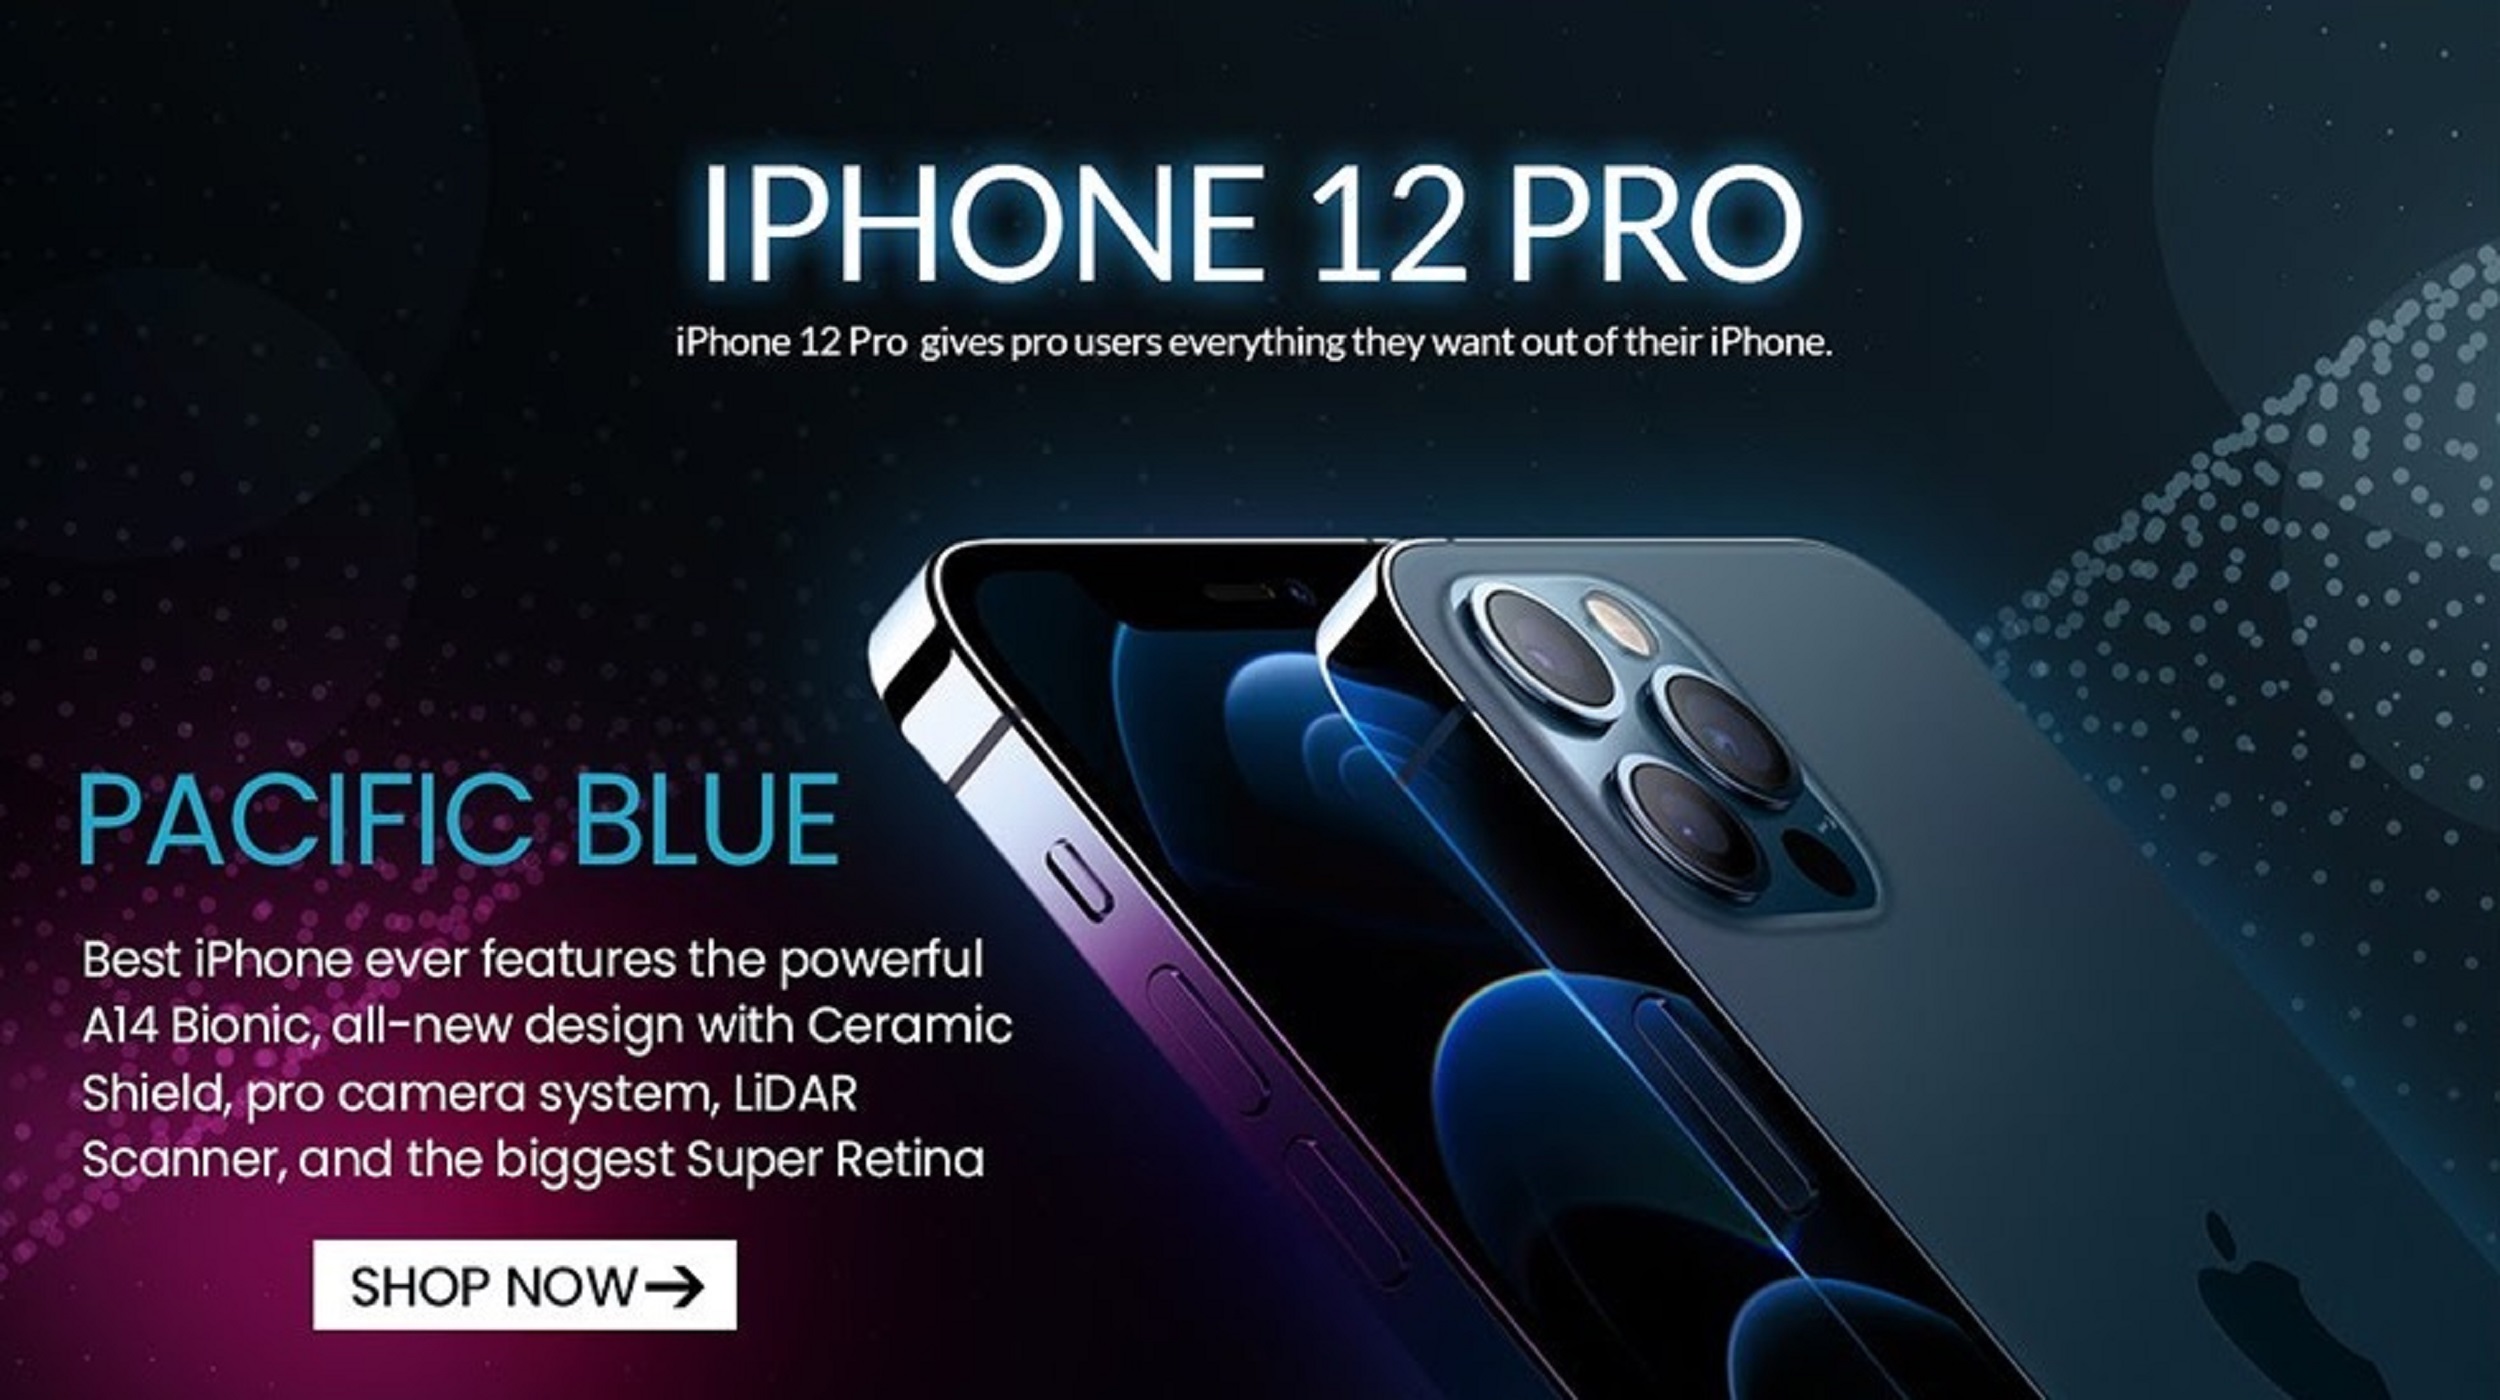 IPHONE 12 PRO
iPhone 12 Pro gives pro users everything they want out of their iPhone.
PACIFIC BLUE
Best iPhone ever features the powerful
A14 Bionic, all-new design with Ceramic
Shield, pro camera system, LiDAR
Scanner, and the biggest Super Retina
SHOP NOW→